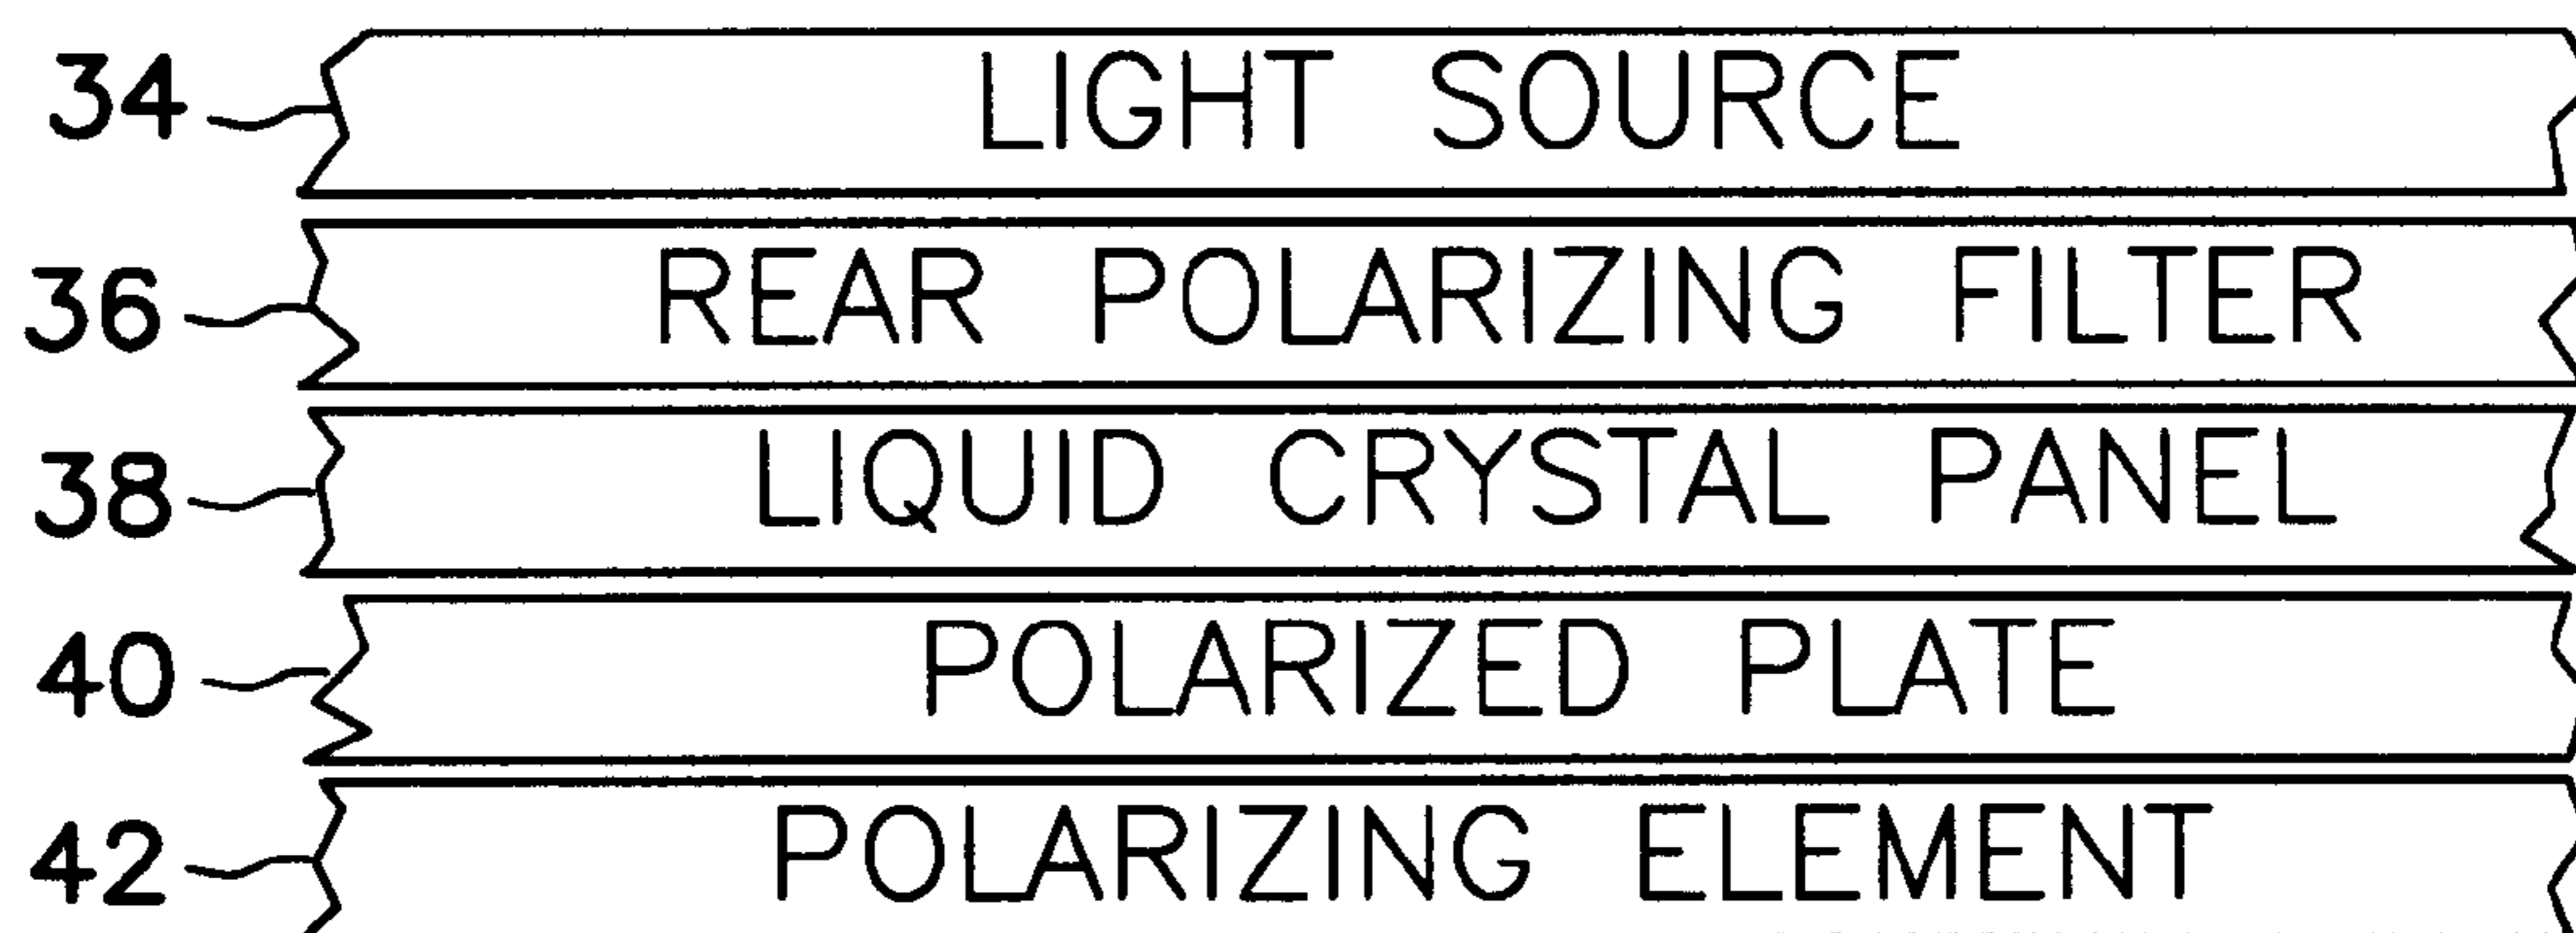 34 LIGHT SOURCE
36 REAR POLARIZING FILTER
38 LIQUID CRYSTAL PANEL
40 POLARIZED PLATE
42 POLARIZING ELEMENT